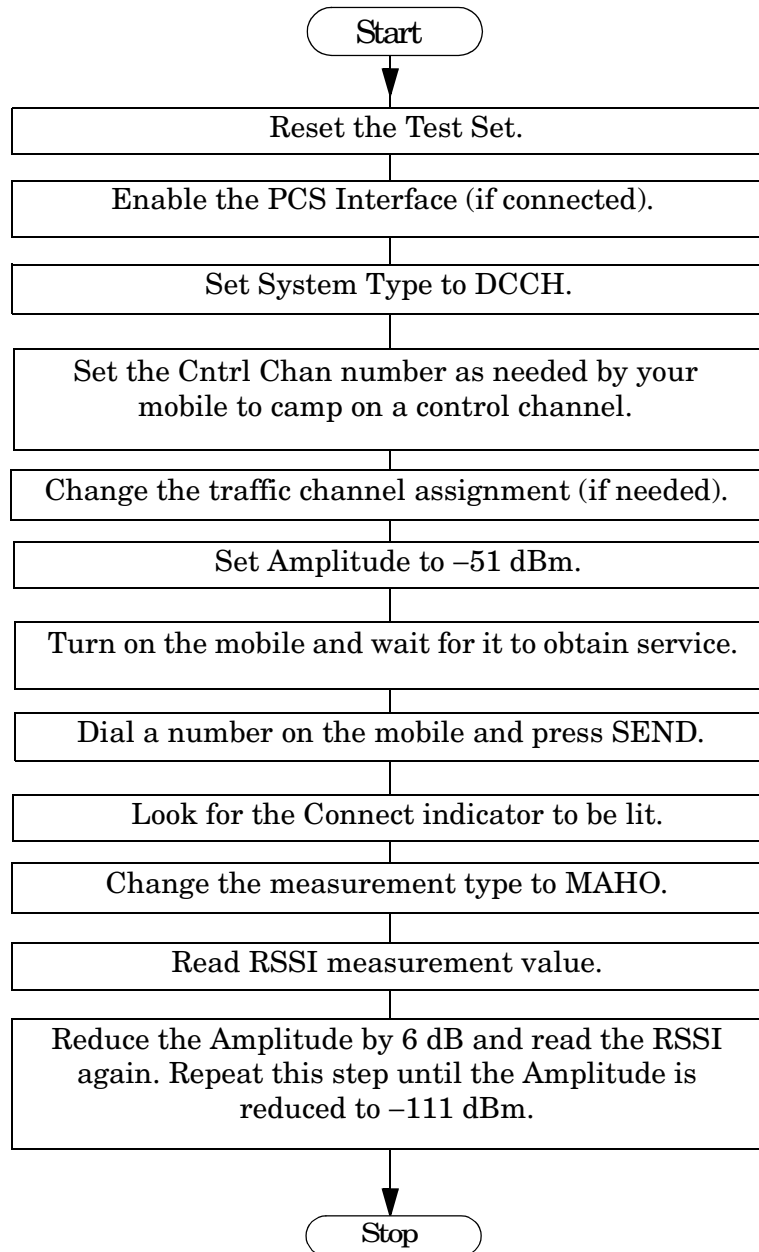 Start
Reset the Test Set.
Enable the PCS Interface (if connected).
Set System Type to DCCH.
Set the Cntrl Chan number as needed by your
mobile to camp on a control channel.
Change the traffic channel assignment (if needed).
Set Amplitude to –51 dBm.
Turn on the mobile and wait for it to obtain service.
Dial a number on the mobile and press SEND.
Look for the Connect indicator to be lit.
Change the measurement type to MAHO.
Read RSSI measurement value.
Reduce the Amplitude by 6 dB and read the RSSI
again. Repeat this step until the Amplitude is
reduced to –111 dBm.
Stop